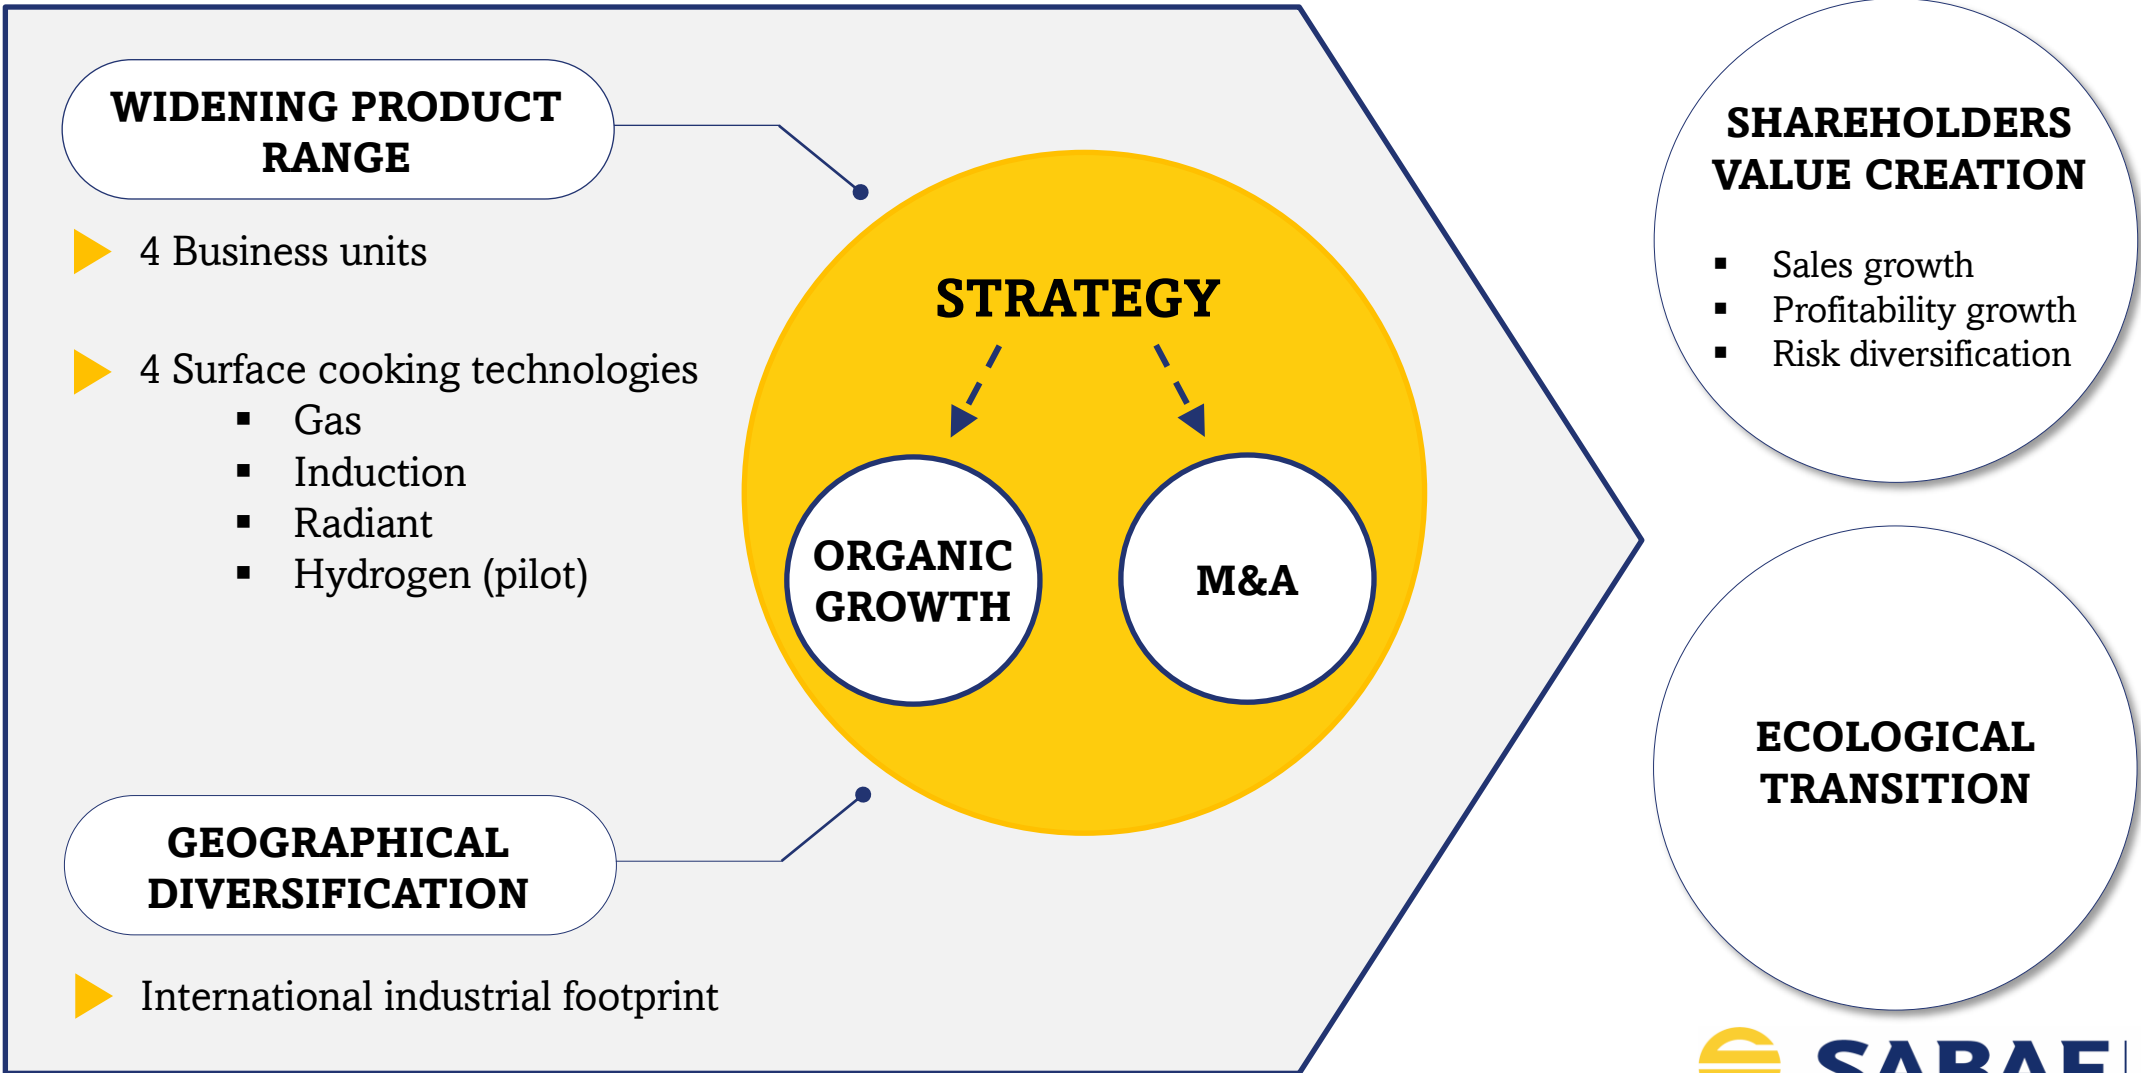 WIDENING PRODUCT
RANGE
4 Business units
4 Surface cooking technologies
▪ Gas
▪ Induction
▪ Radiant
▪ Hydrogen (pilot)
GEOGRAPHICAL
DIVERSIFICATION
International industrial footprint
STRATEGY
ORGANIC
GROWTH
M&A
SHAREHOLDERS
VALUE CREATION
▪ Sales growth
▪ Profitability growth
▪ Risk diversification
ECOLOGICAL
TRANSITION
SABAF